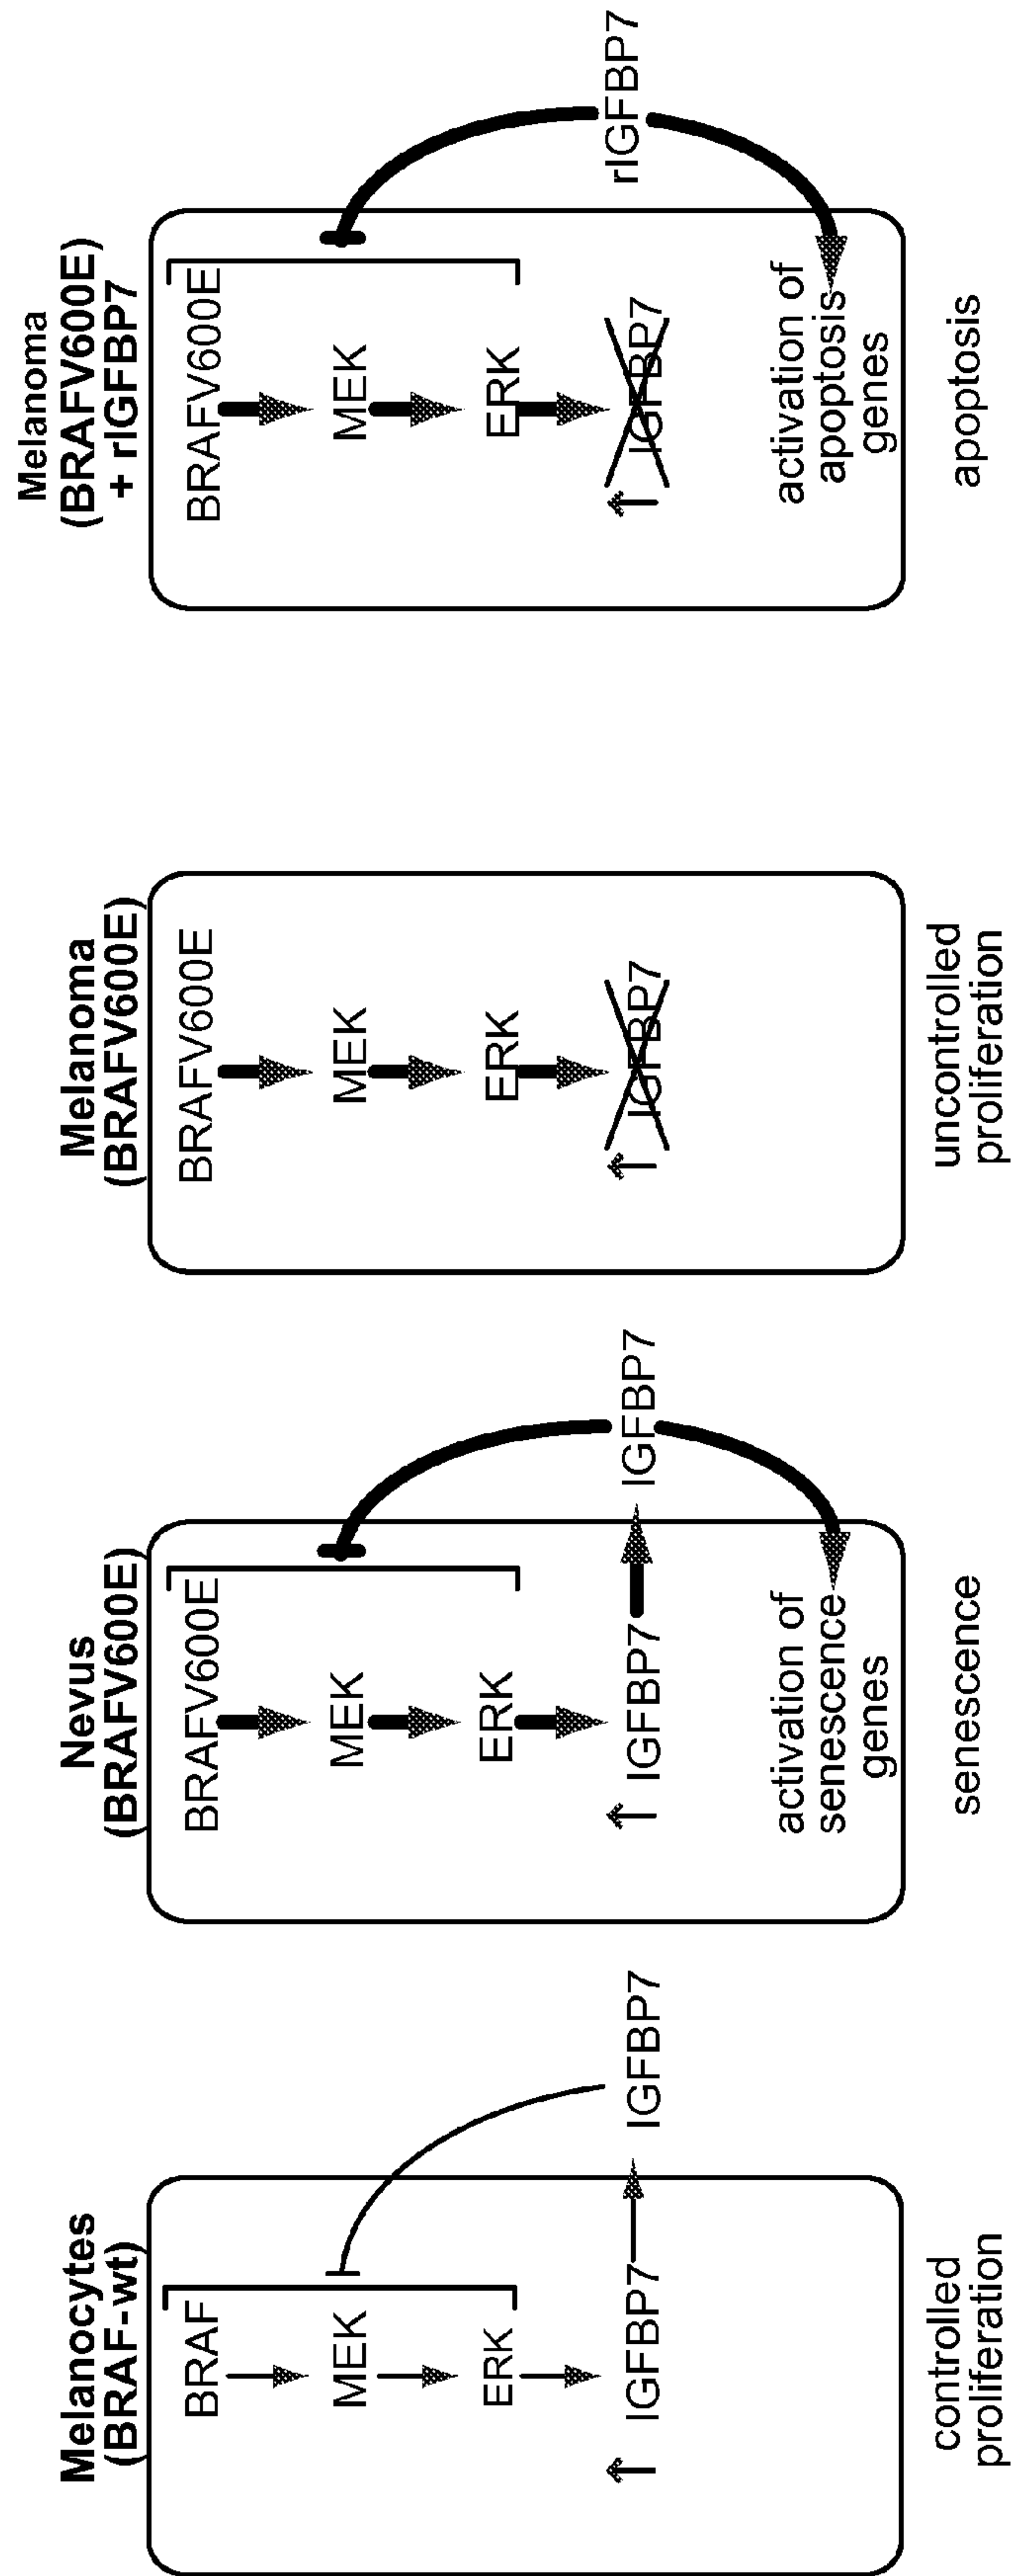 Melanocytes
(BRAF-wt)
BRAF
MEK
ERK
↑ IGFBP7
IGFBP7
controlled
proliferation
Nevus
(BRAFV600E)
BRAFV600E
MEK
ERK
↑ IGFBP7
IGFBP7
activation of
senescence
genes
senescence
Melanoma
(BRAFV600E)
BRAFV600E
MEK
ERK
↑ IGFBP7
uncontrolled
proliferation
Melanoma
(BRAFV600E)
+ rIGFBP7
BRAFV600E
MEK
ERK
↑ IGFBP7
rIGFBP7
activation of
apoptosis
genes
apoptosis